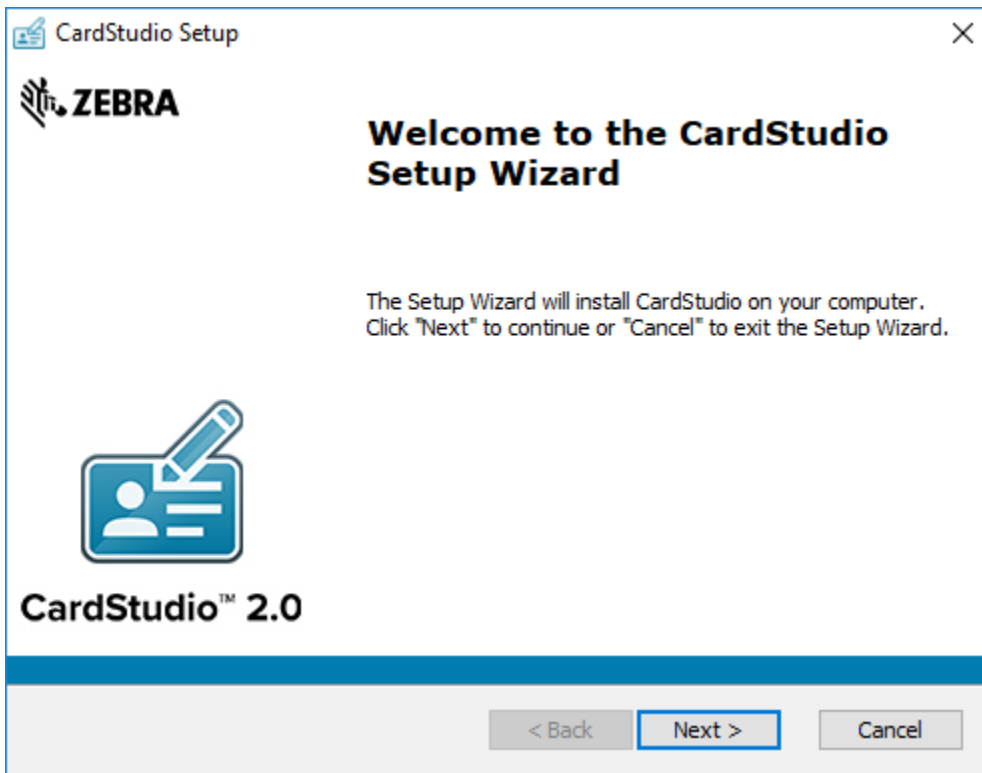 CardStudio Setup
ZEBRA
Welcome to the CardStudio
Setup Wizard
The Setup Wizard will install CardStudio on your computer.
Click "Next" to continue or "Cancel" to exit the Setup Wizard.
CardStudio™ 2.0
< Back Next > Cancel